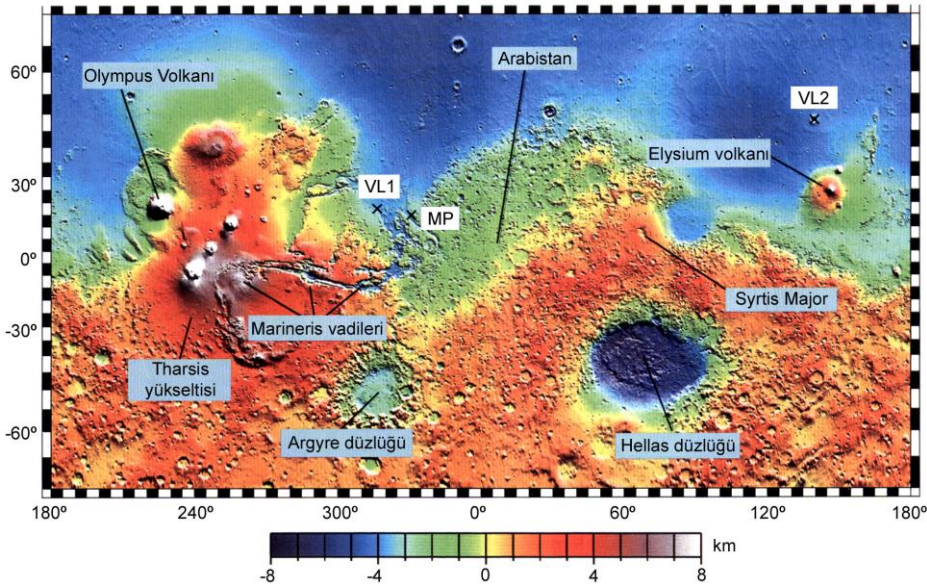 Arabistan
Olympus Volkanı
60º
VL2
Elysium volkanı
30º
VL1
MP
0º
Syrtis Major
Marineris vadileri
-30º
Tharsis
yükseltisi
Argyre düzlüğü
Hellas düzlüğü
-60º
180º 240º 300º 0º 60º 120º 180º
km
-8 -4 0 4 8